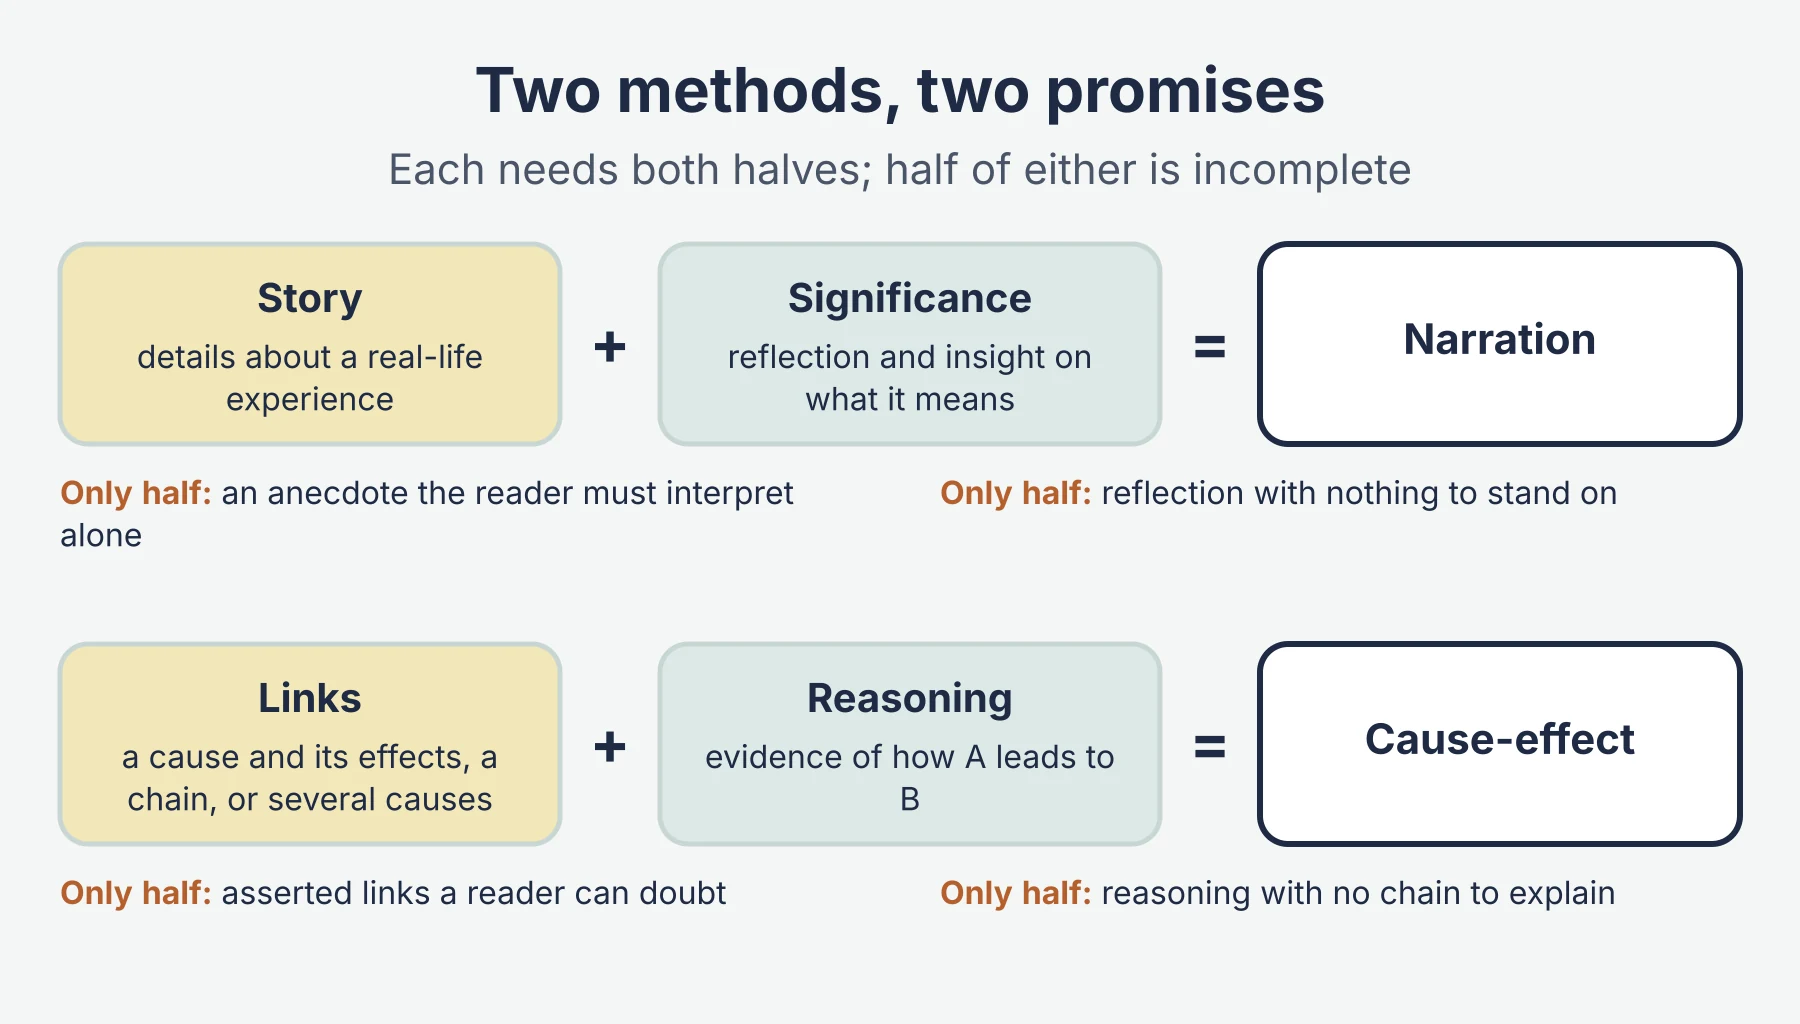 Two methods, two promises
Each needs both halves; half of either is incomplete
Story
details about a real-life
experience
+
Significance
reflection and insight on
what it means
=
Narration
Only half: an anecdote the reader must interpret
alone
Only half: reflection with nothing to stand on
Links
a cause and its effects, a
chain, or several causes
+
Reasoning
evidence of how A leads to
B
=
Cause-effect
Only half: asserted links a reader can doubt
Only half: reasoning with no chain to explain